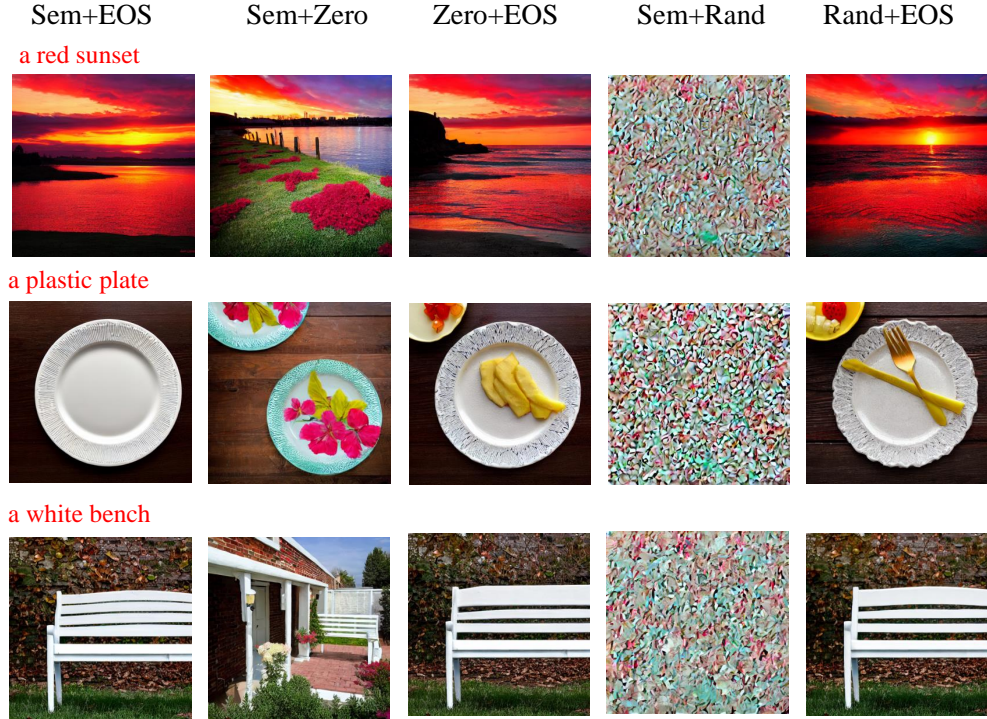 Sem+EOS Sem+Zero Zero+EOS Sem+Rand Rand+EOS
a red sunset
a plastic plate
a white bench